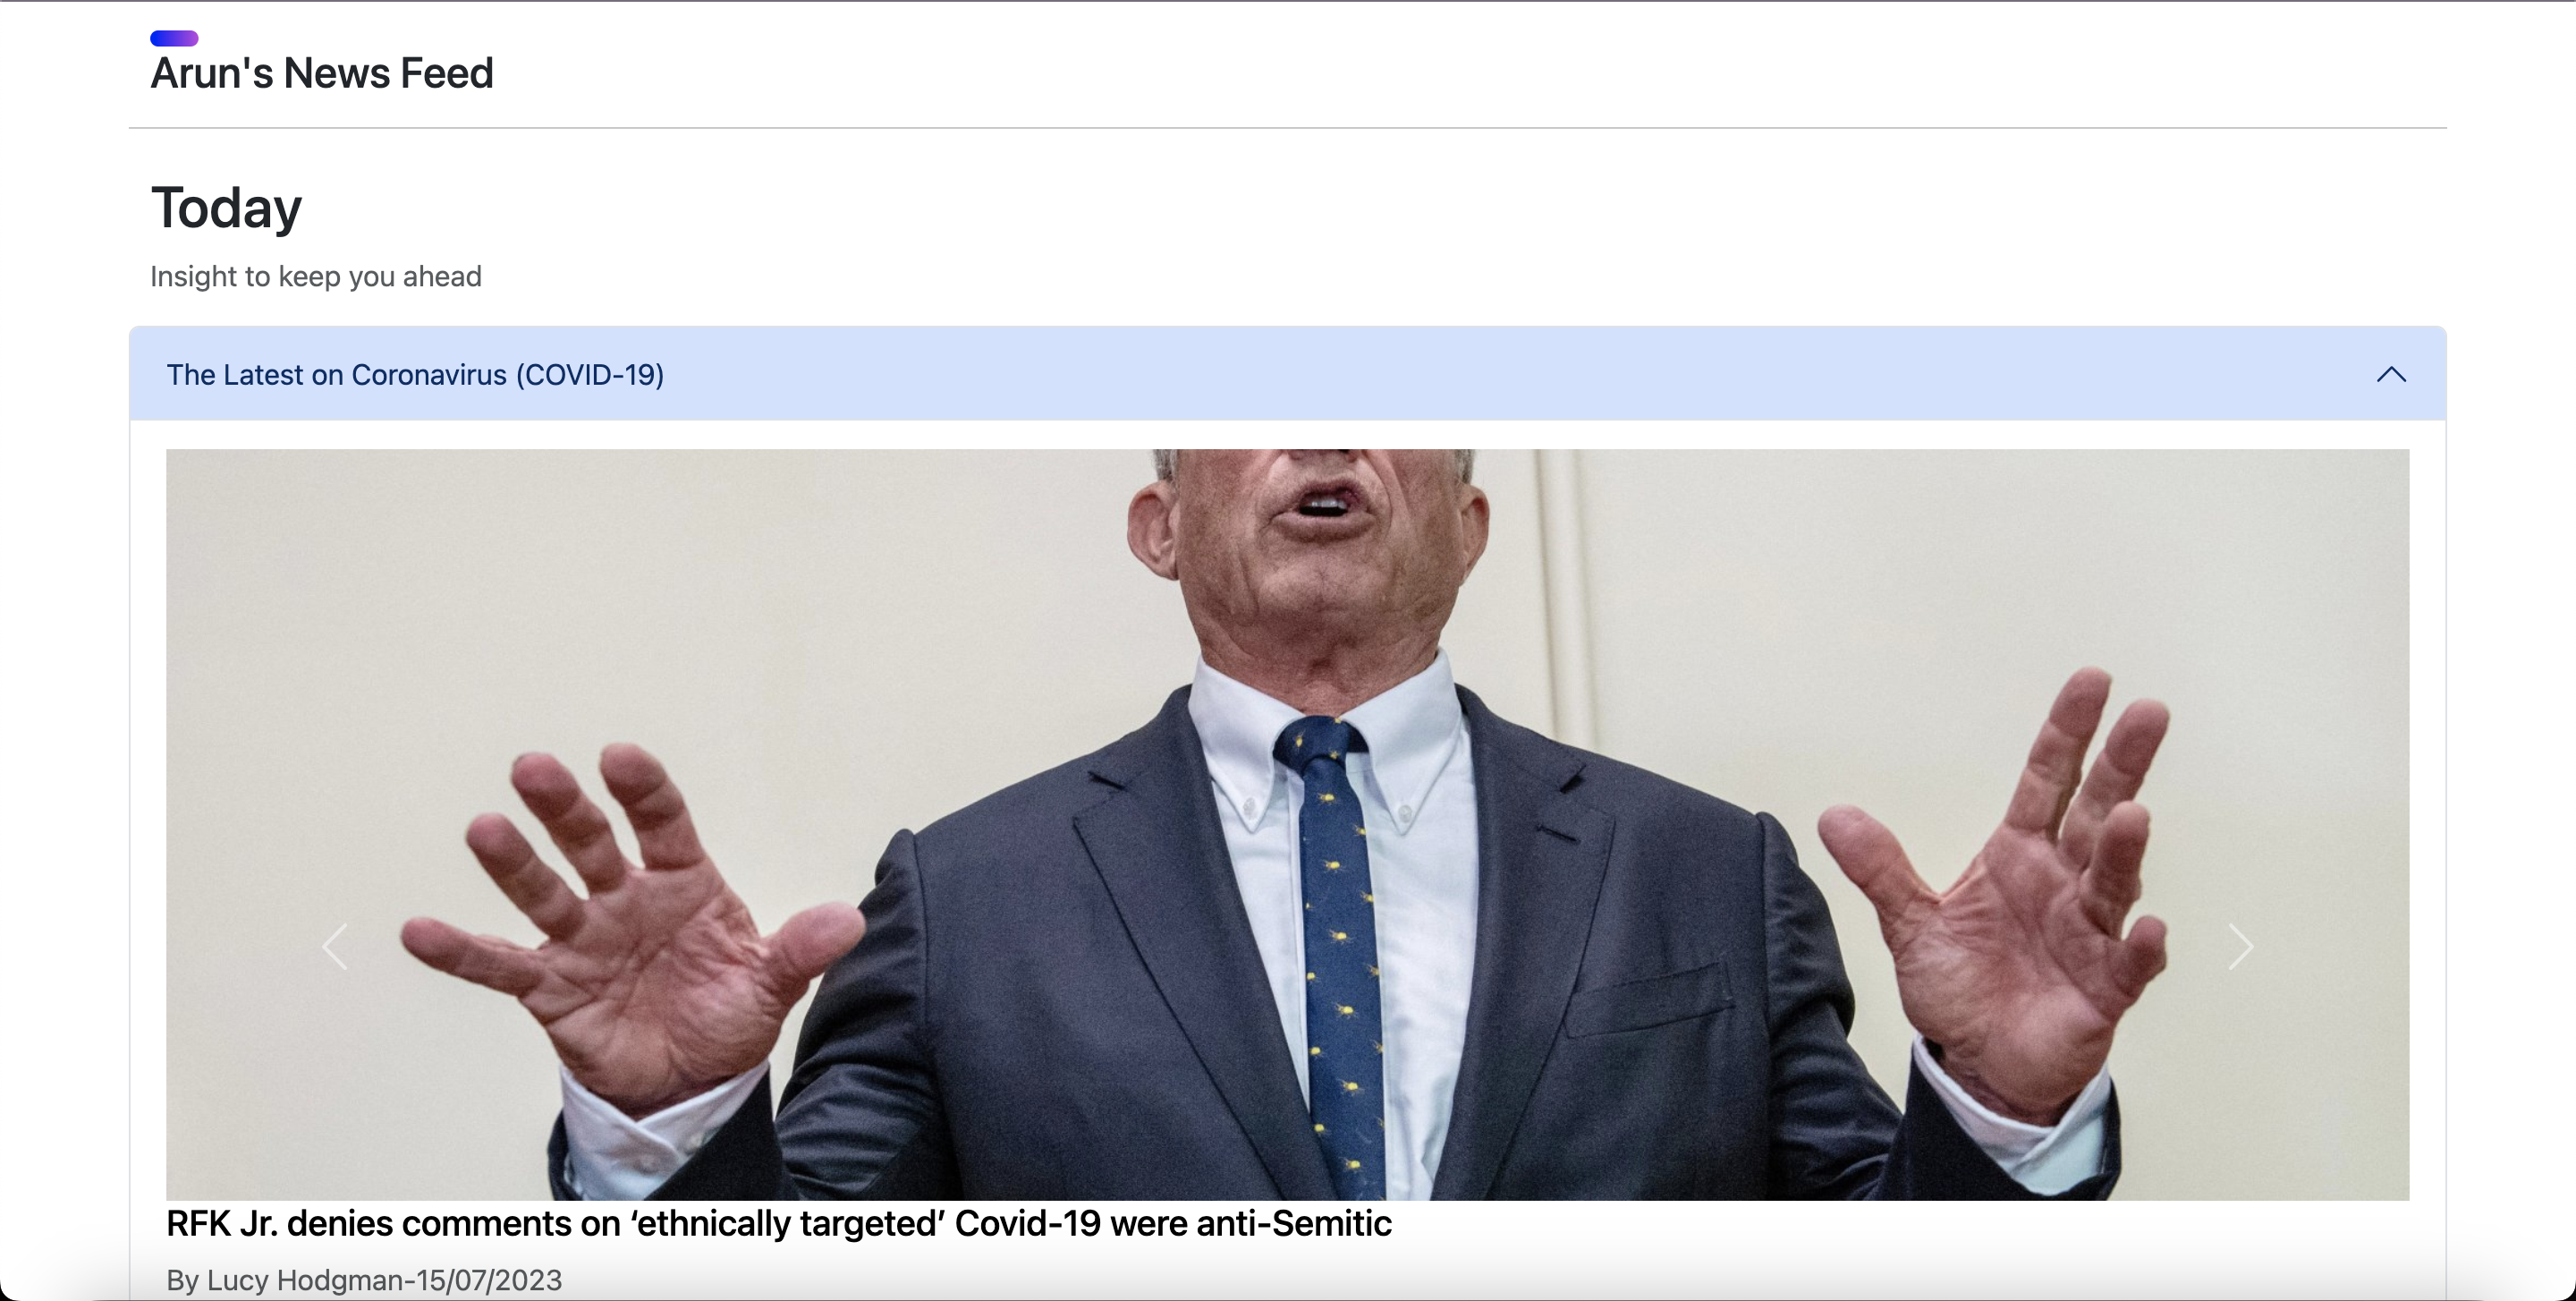 Arun's News Feed
Today
Insight to keep you ahead
The Latest on Coronavirus (COVID-19)
RFK Jr. denies comments on ‘ethnically targeted’ Covid-19 were anti-Semitic
By Lucy Hodgman-15/07/2023